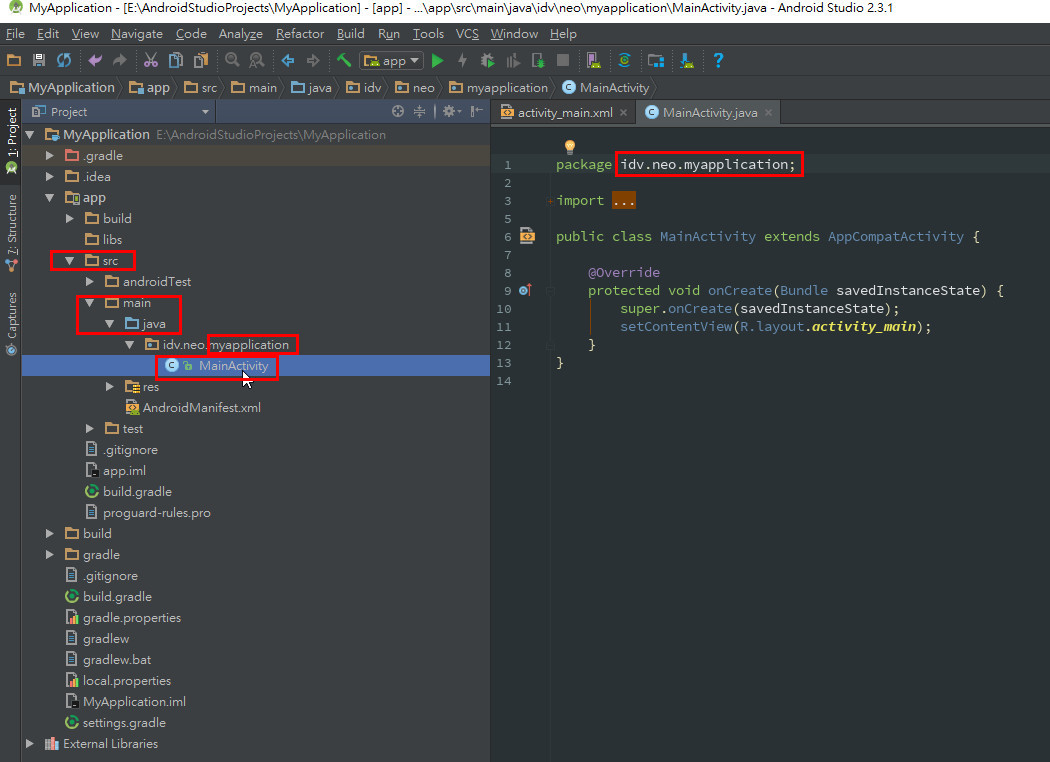 MyApplication - [E:\AndroidStudioProjects\MyApplication] - [app] - ...\app\src\main\java\idv\neo\myapplication\MainActivity.java - Android Studio 2.3.1
File Edit View Navigate Code Analyze Refactor Build Run Tools VCS Window Help
app
MyApplication app src main java idv neo myapplication MainActivity
1: Project
7: Structure
Captures
Project
MyApplication E:\AndroidStudioProjects\MyApplication
.gradle
.idea
app
build
libs
src
androidTest
main
java
idv.neo.myapplication
MainActivity
res
AndroidManifest.xml
test
.gitignore
app.iml
build.gradle
proguard-rules.pro
build
gradle
.gitignore
build.gradle
gradle.properties
gradlew
gradlew.bat
local.properties
MyApplication.iml
settings.gradle
External Libraries
activity_main.xml × MainActivity.java ×
1 package idv.neo.myapplication;
2
3 import ...
5
6 public class MainActivity extends AppCompatActivity {
7
8 @Override
9 protected void onCreate(Bundle savedInstanceState) {
10 super.onCreate(savedInstanceState);
11 setContentView(R.layout.activity_main);
12 }
13 }
14